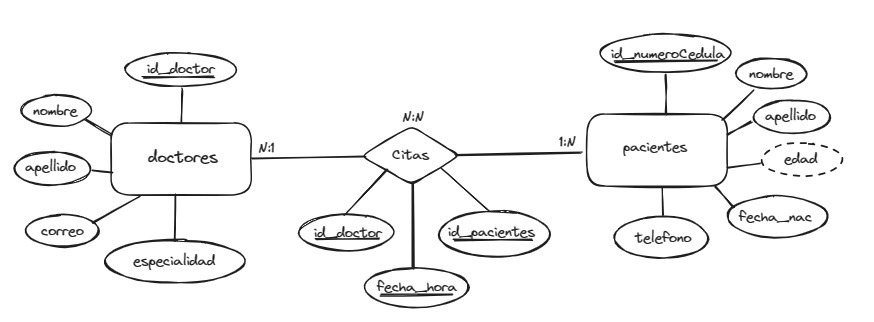 id_doctor
nombre
apellido
correo
especialidad
doctores
N:1
N:N
Citas
1:N
id_doctor
fecha_hora
id_pacientes
id_numeroCedula
nombre
apellido
edad
fecha_nac
telefono
pacientes